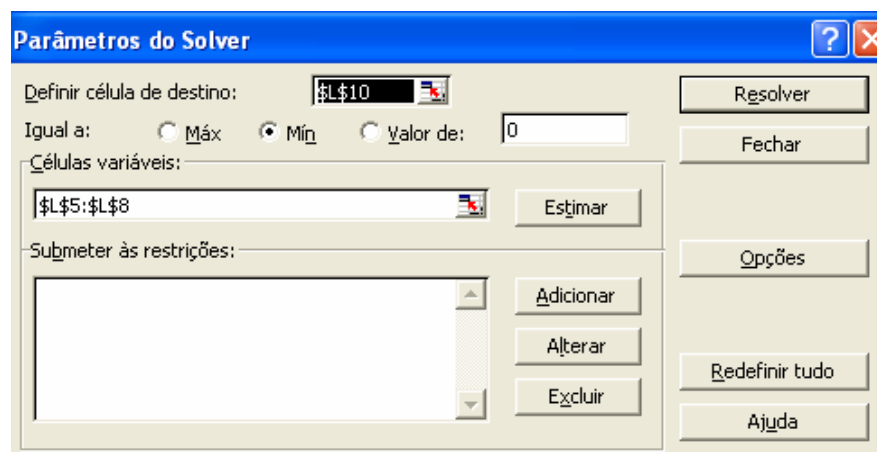 Parâmetros do Solver
Definir célula de destino: $L$10 Resolver
Igual a: Máx Mín Valor de: 0 Fechar
Células variáveis:
$L$5:$L$8 Estimar
Submeter às restrições: Opções
Adicionar
Alterar
Redefinir tudo
Excluir
Ajuda